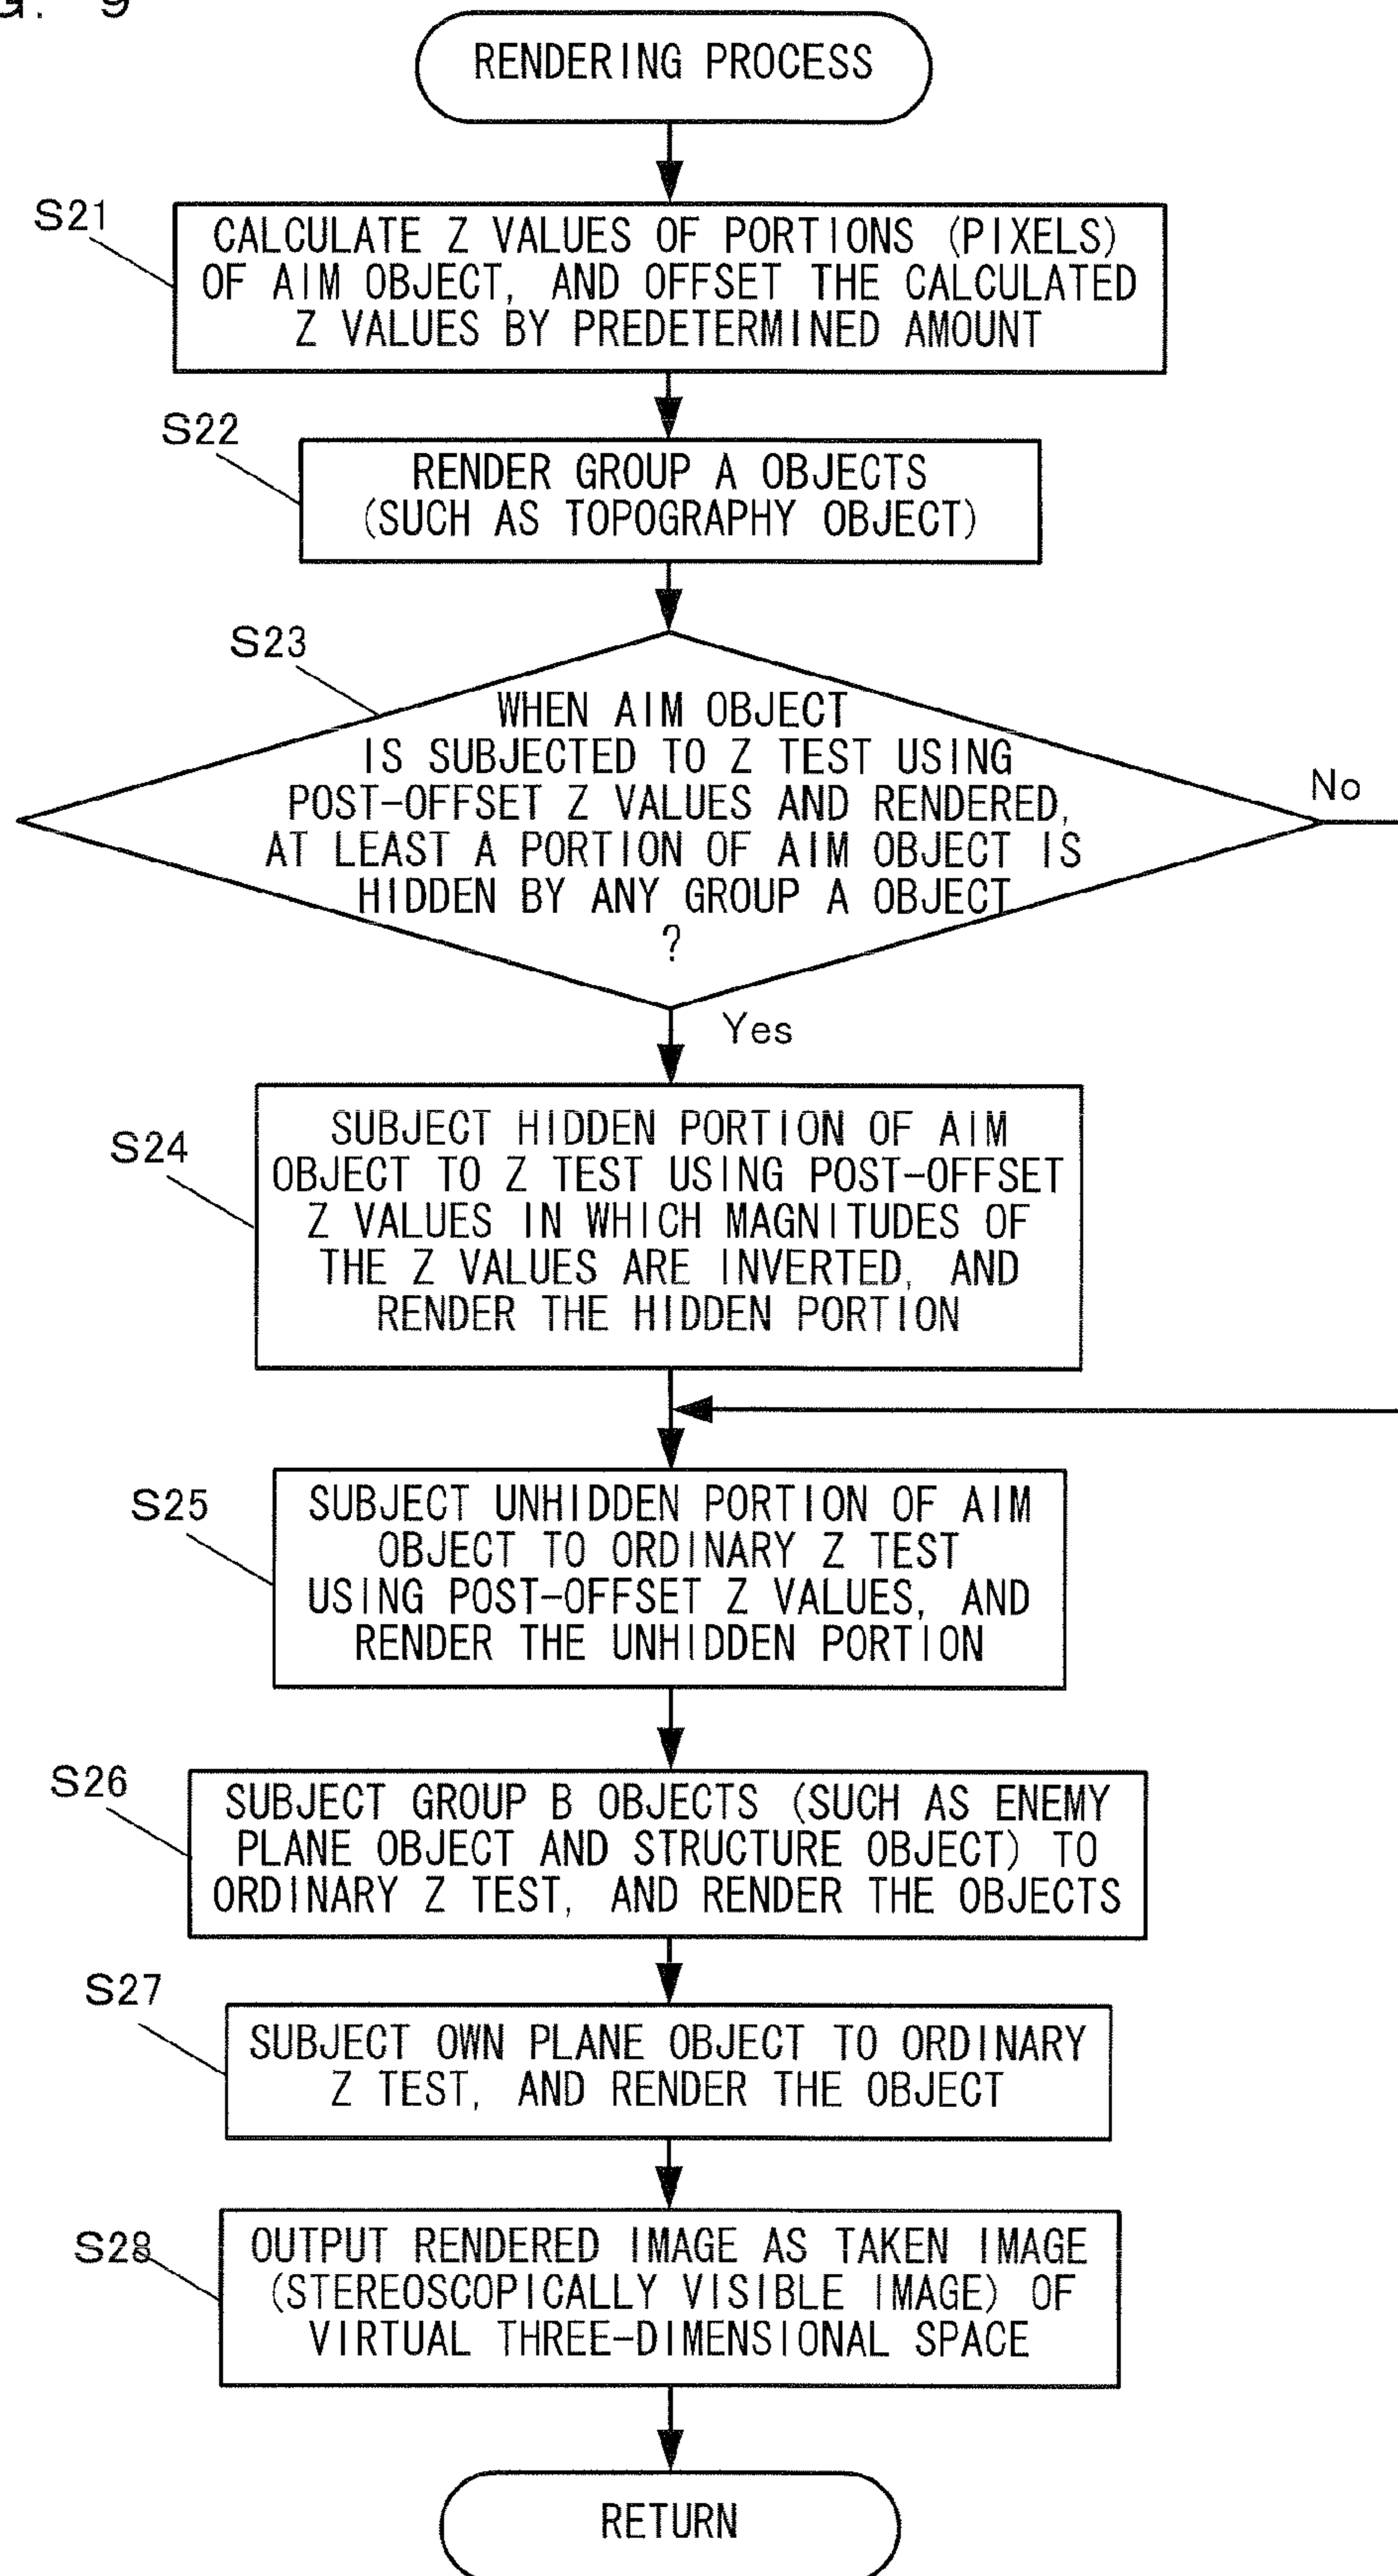 G. 9
RENDERING PROCESS
S21
CALCULATE Z VALUES OF PORTIONS (PIXELS)
OF AIM OBJECT, AND OFFSET THE CALCULATED
Z VALUES BY PREDETERMINED AMOUNT
S22
RENDER GROUP A OBJECTS
(SUCH AS TOPOGRAPHY OBJECT)
S23
WHEN AIM OBJECT
IS SUBJECTED TO Z TEST USING
POST-OFFSET Z VALUES AND RENDERED,
AT LEAST A PORTION OF AIM OBJECT IS
HIDDEN BY ANY GROUP A OBJECT
?
No
Yes
S24
SUBJECT HIDDEN PORTION OF AIM
OBJECT TO Z TEST USING POST-OFFSET
Z VALUES IN WHICH MAGNITUDES OF
THE Z VALUES ARE INVERTED, AND
RENDER THE HIDDEN PORTION
S25
SUBJECT UNHIDDEN PORTION OF AIM
OBJECT TO ORDINARY Z TEST
USING POST-OFFSET Z VALUES, AND
RENDER THE UNHIDDEN PORTION
S26
SUBJECT GROUP B OBJECTS (SUCH AS ENEMY
PLANE OBJECT AND STRUCTURE OBJECT) TO
ORDINARY Z TEST, AND RENDER THE OBJECTS
S27
SUBJECT OWN PLANE OBJECT TO ORDINARY
Z TEST, AND RENDER THE OBJECT
S28
OUTPUT RENDERED IMAGE AS TAKEN IMAGE
(STEREOSCOPICALLY VISIBLE IMAGE) OF
VIRTUAL THREE-DIMENSIONAL SPACE
RETURN